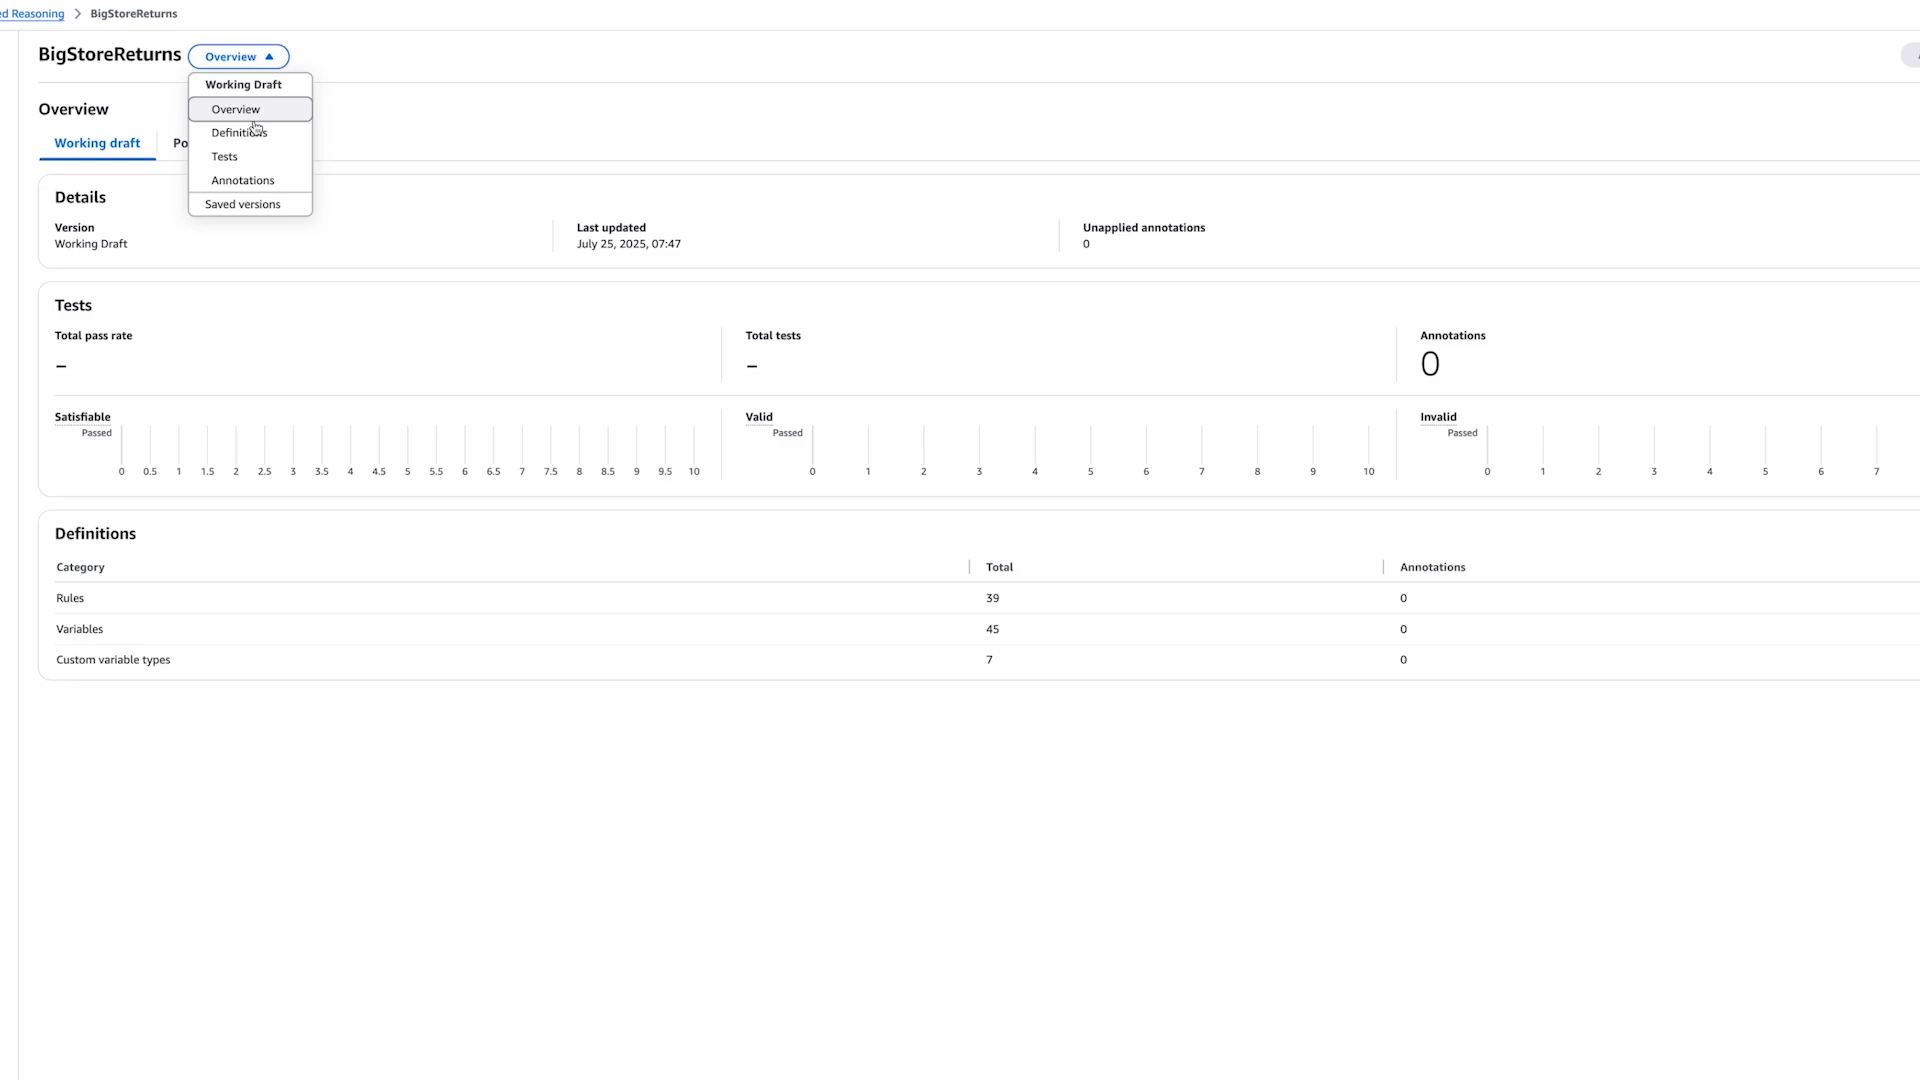 ed Reasoning > BigStoreReturns
BigStoreReturns Overview
Working Draft
Overview
Definitions
Tests
Annotations
Saved versions
Overview
Working draft Po
Details
Version
Working Draft
Last updated
July 25, 2025, 07:47
Unapplied annotations
0
Tests
Total pass rate
–
Total tests
–
Annotations
0
Satisfiable
Passed
0 0.5 1 1.5 2 2.5 3 3.5 4 4.5 5 5.5 6 6.5 7 7.5 8 8.5 9 9.5 10
Valid
Passed
0 1 2 3 4 5 6 7 8 9 10
Invalid
Passed
0 1 2 3 4 5 6 7
Definitions
Category Total Annotations
Rules 39 0
Variables 45 0
Custom variable types 7 0